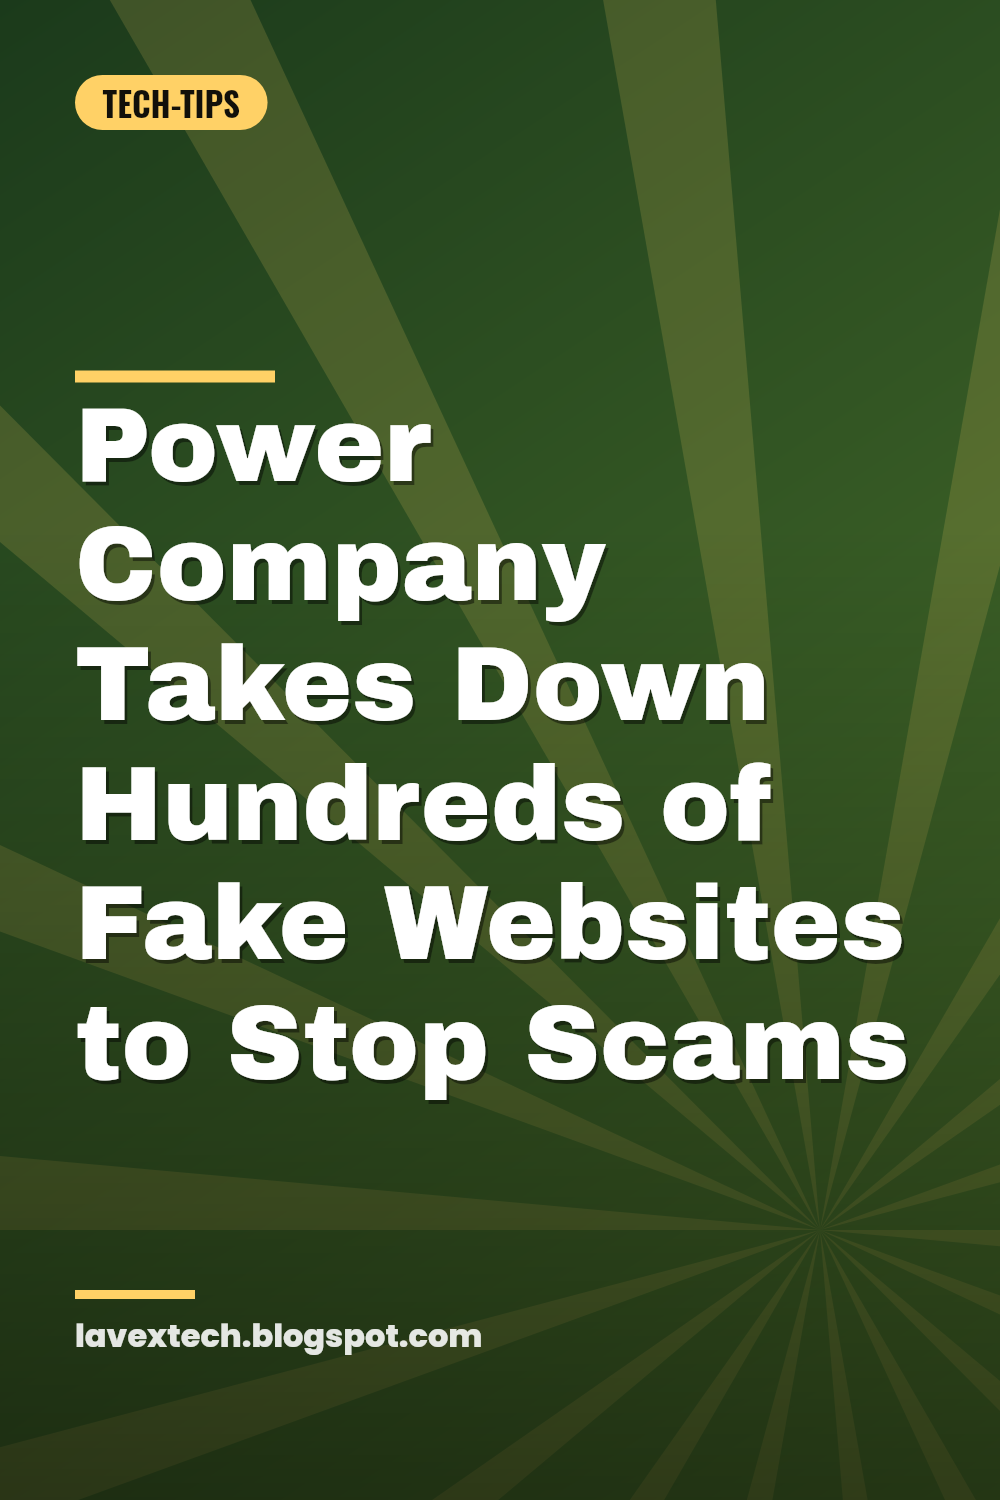 TECH-TIPS
Power
Company
Takes Down
Hundreds of
Fake Websites
to Stop Scams
lavextech.blogspot.com